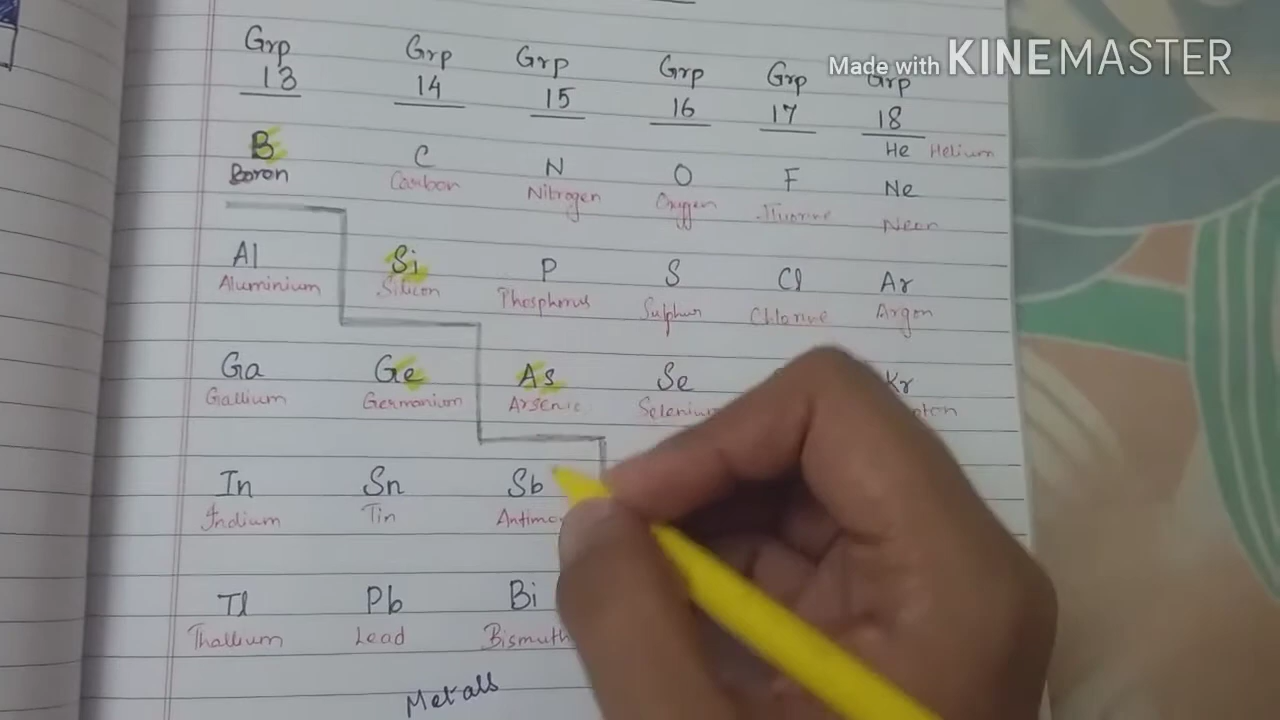 Made with KINEMASTER
Grp Grp Grp Grp Grp Grp
13 14 15 16 17 18
He Helium
B C N O F Ne
Boron Carbon Nitrogen Oxygen Fluorine Neon
Al Si P S Cl Ar
Aluminium Silicon Phosphorus Sulphur Chlorine Argon
Ga Ge As Se Kr
Gallium Germanium Arsenic Selenium
In Sn Sb
Indium Tin
Tl Pb Bi
Thallium Lead Bismuth
Metals